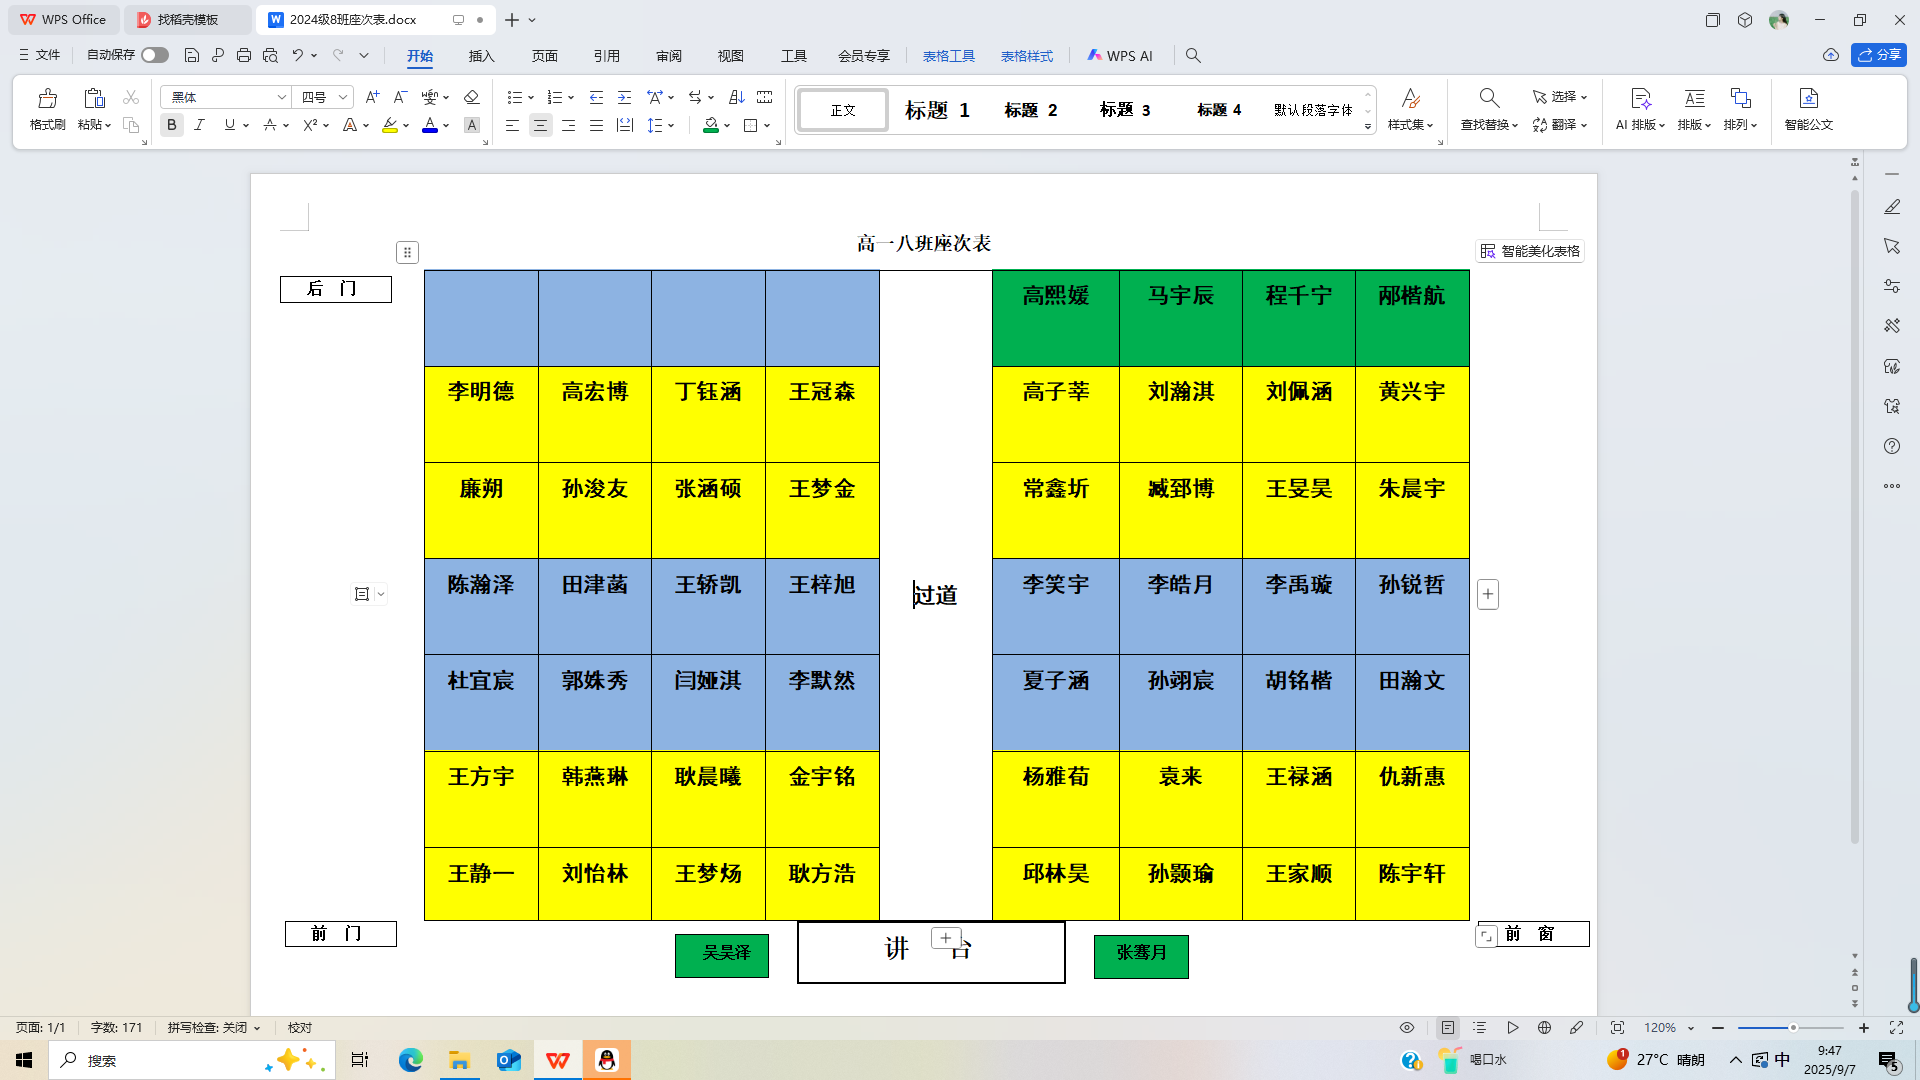 WPS Office
找稻壳模板
2024级8班座次表.docx
文件
自动保存
开始
插入
页面
引用
审阅
视图
工具
会员专享
表格工具
表格样式
WPS AI
分享
格式刷
粘贴
黑体
四号
正文
标题 1
标题 2
标题 3
标题 4
默认段落字体
样式集
查找替换
选择
翻译
AI 排版
排版
排列
智能公文
高一八班座次表
智能美化表格
后 门
高熙媛 马宇辰 程千宁 邴楷航
李明德 高宏博 丁钰涵 王冠森 高子莘 刘瀚淇 刘佩涵 黄兴宇
廉朔 孙浚友 张涵硕 王梦金 常鑫圻 臧郅博 王旻昊 朱晨宇
陈瀚泽 田津菡 王轿凯 王梓旭 过道 李笑宇 李皓月 李禹璇 孙锐哲
杜宜宸 郭姝秀 闫娅淇 李默然 夏子涵 孙翊宸 胡铭楷 田瀚文
王方宇 韩燕琳 耿晨曦 金宇铭 杨雅荀 袁来 王禄涵 仇新惠
王静一 刘怡林 王梦炀 耿方浩 邱林昊 孙颢瑜 王家顺 陈宇轩
前 门
吴昊泽
讲 台
张骞月
前 窗
页面: 1/1
字数: 171
拼写检查: 关闭
校对
120%
搜索
喝口水
27°C 晴朗
中
9:47
2025/9/7